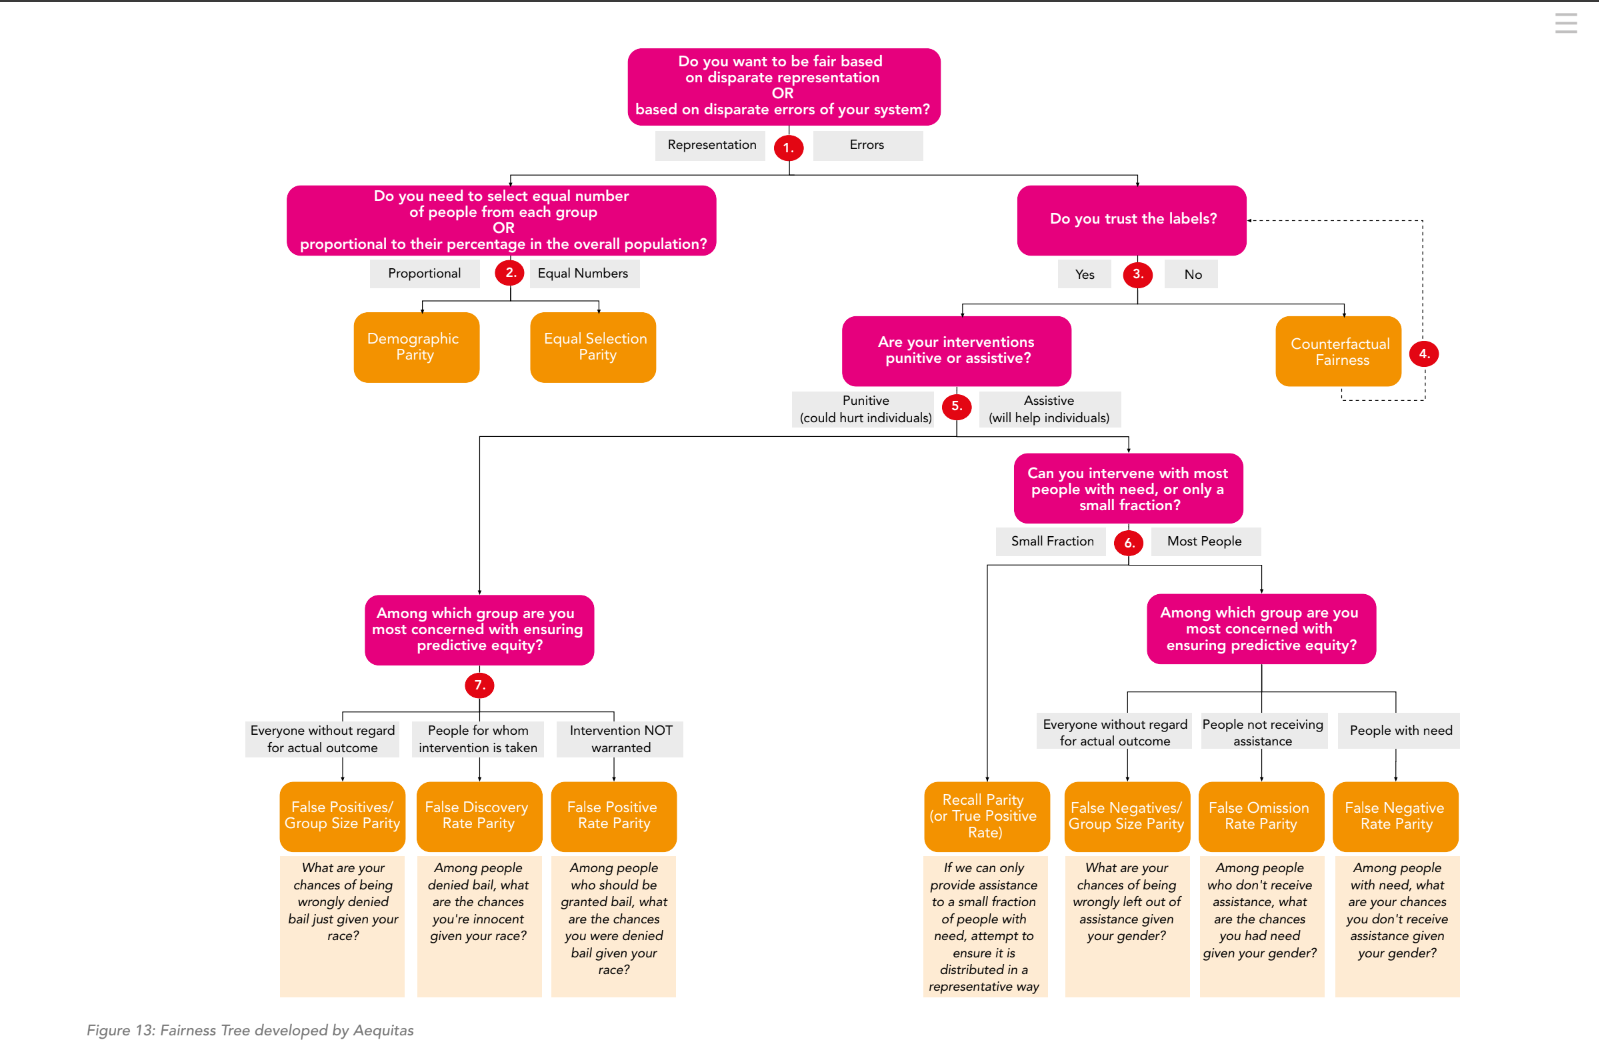 Do you want to be fair based
on disparate representation
OR
based on disparate errors of your system?
Representation
1.
Errors
Do you need to select equal number
of people from each group
OR
proportional to their percentage in the overall population?
Do you trust the labels?
Proportional
2.
Equal Numbers
Yes
3.
No
Demographic
Parity
Equal Selection
Parity
Are your interventions
punitive or assistive?
Counterfactual
Fairness
4.
Punitive
(could hurt individuals)
5.
Assistive
(will help individuals)
Can you intervene with most
people with need, or only a
small fraction?
Small Fraction
6.
Most People
Among which group are you
most concerned with ensuring
predictive equity?
Among which group are you
most concerned with
ensuring predictive equity?
7.
Everyone without regard
for actual outcome
People for whom
intervention is taken
Intervention NOT
warranted
Everyone without regard
for actual outcome
People not receiving
assistance
People with need
False Positives/
Group Size Parity
False Discovery
Rate Parity
False Positive
Rate Parity
Recall Parity
(or True Positive
Rate)
False Negatives/
Group Size Parity
False Omission
Rate Parity
False Negative
Rate Parity
What are your
chances of being
wrongly denied
bail just given your
race?
Among people
denied bail, what
are the chances
you're innocent
given your race?
Among people
who should be
granted bail, what
are the chances
you were denied
bail given your
race?
If we can only
provide assistance
to a small fraction
of people with
need, attempt to
ensure it is
distributed in a
representative way
What are your
chances of being
wrongly left out of
assistance given
your gender?
Among people
who don't receive
assistance, what
are the chances
you had need
given your gender?
Among people
with need, what
are your chances
you don't receive
assistance given
your gender?
Figure 13: Fairness Tree developed by Aequitas